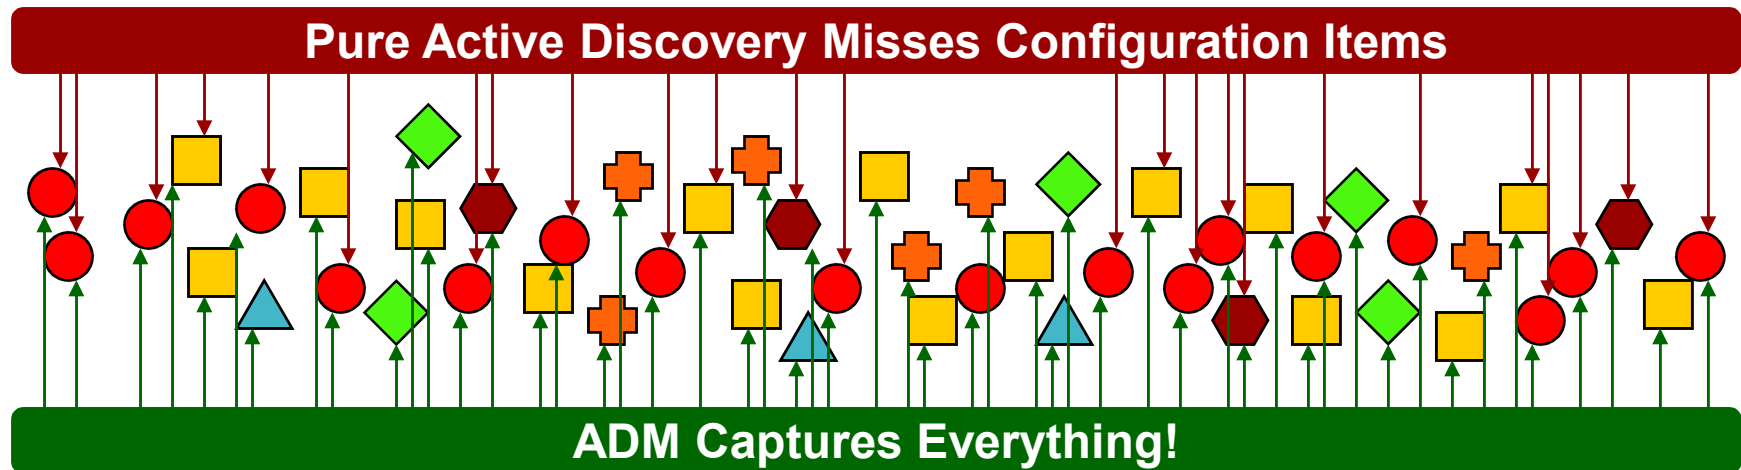 Pure Active Discovery Misses Configuration Items
ADM Captures Everything!